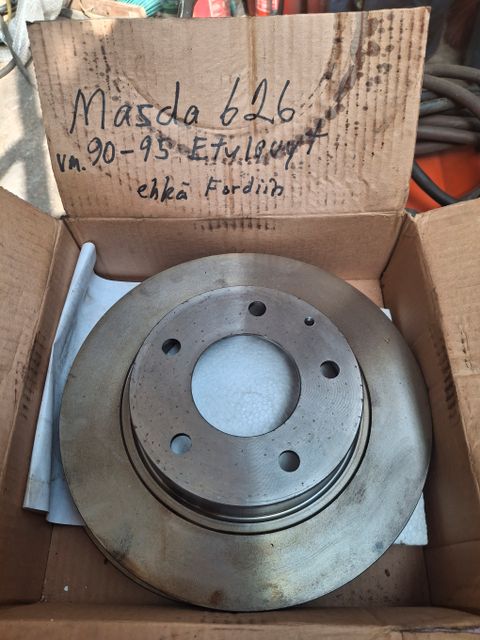 Masda 626
vm. 90-95 Etulevyt
ehkä Fordiin